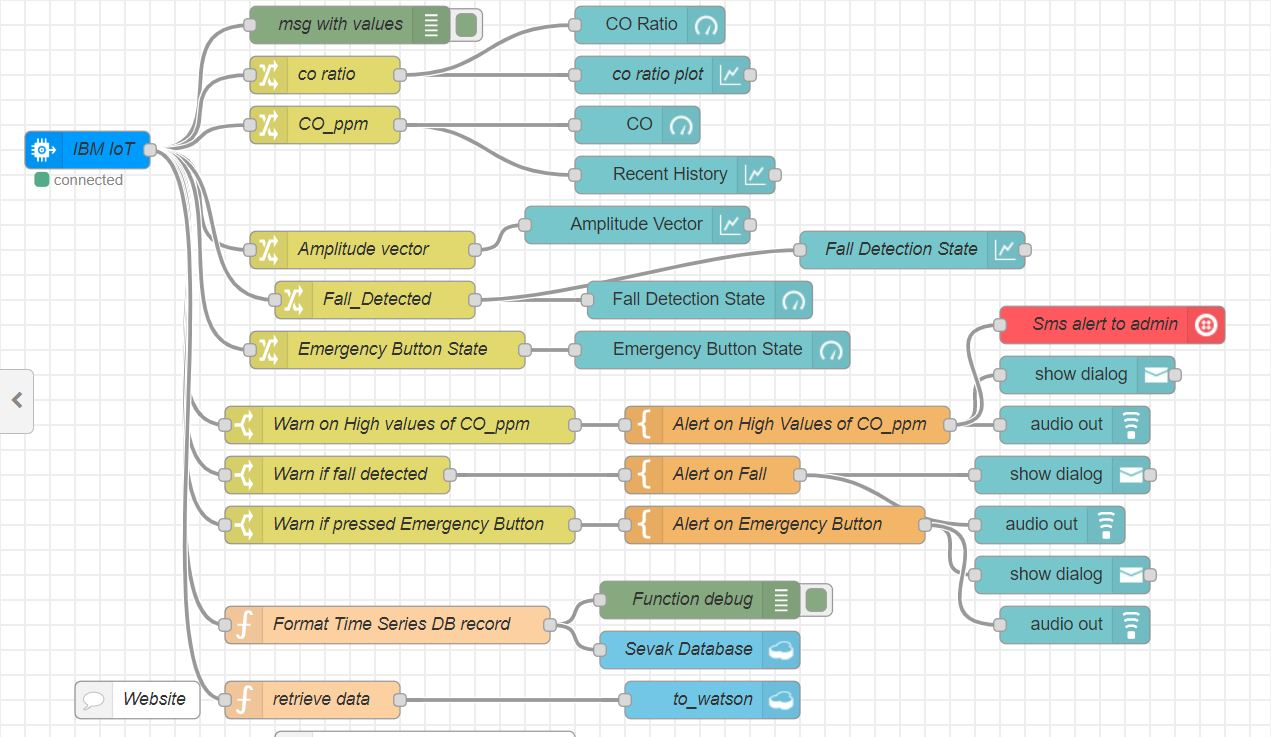 msg with values
CO Ratio
co ratio
co ratio plot
CO_ppm
CO
IBM IoT
connected
Recent History
Amplitude Vector
Amplitude vector
Fall Detection State
Fall_Detected
Fall Detection State
Sms alert to admin
Emergency Button State
Emergency Button State
show dialog
Warn on High values of CO_ppm
Alert on High Values of CO_ppm
audio out
Warn if fall detected
Alert on Fall
show dialog
Warn if pressed Emergency Button
Alert on Emergency Button
audio out
show dialog
Function debug
Format Time Series DB record
audio out
Sevak Database
Website
retrieve data
to_watson